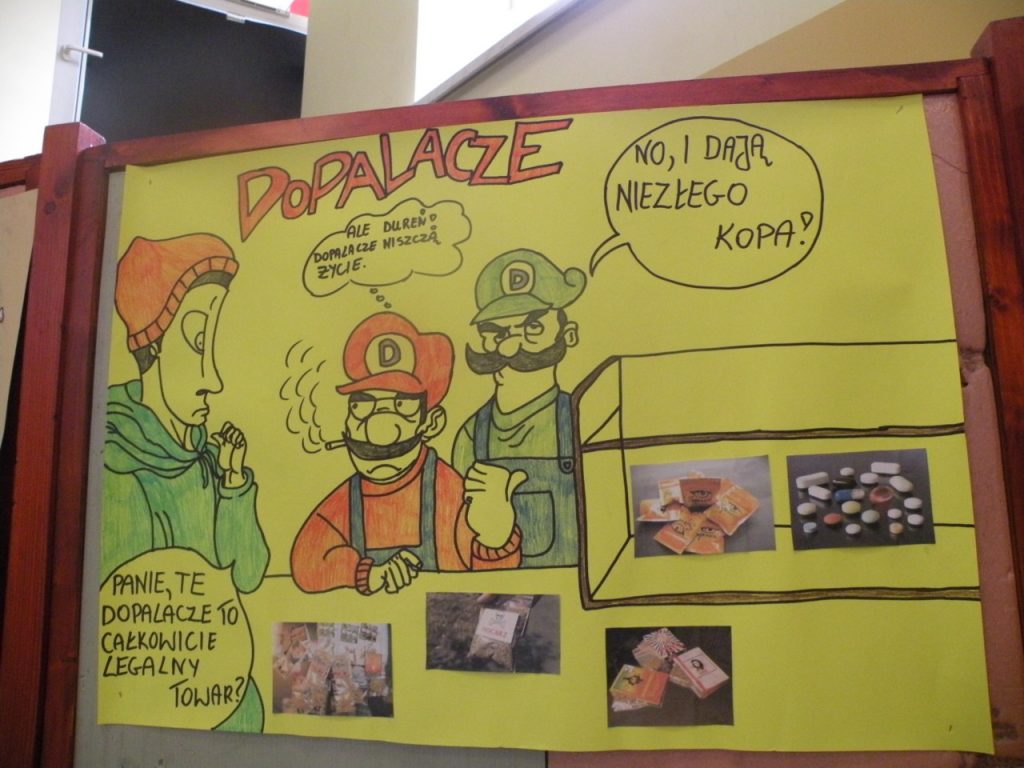 DOPALACZE
NO, I DAJĄ
NIEZŁEGO
KOPA!
ALE DUREŃ!
DOPALACZE NISZCZĄ
ŻYCIE.
D
D
PANIE, TE
DOPALACZE TO
CAŁKOWICIE
LEGALNY
TOWAR?